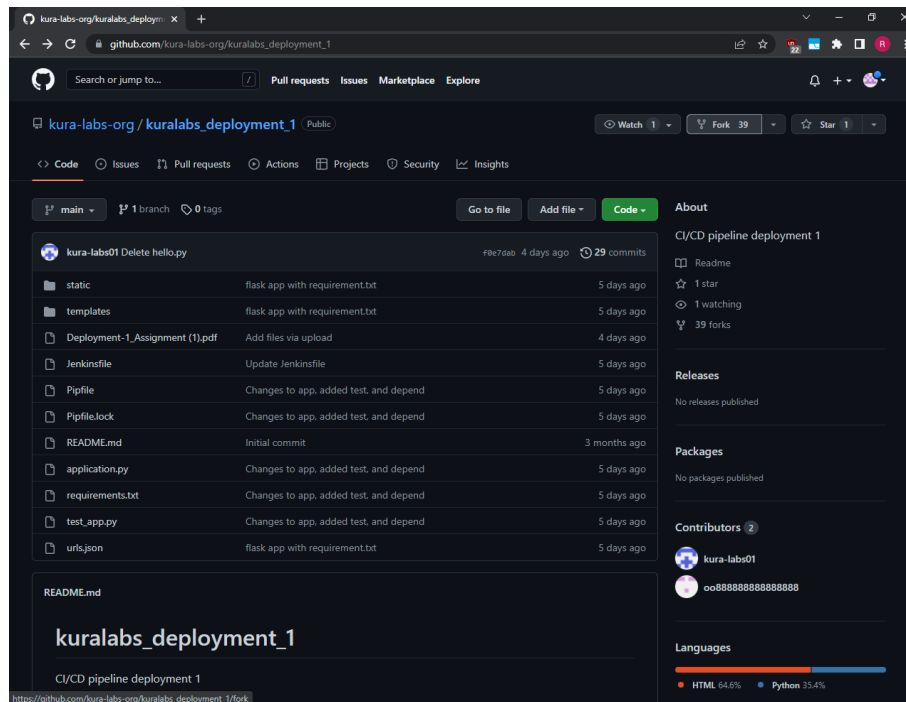 kura-labs-org/kuralabs_deploym
github.com/kura-labs-org/kuralabs_deployment_1
22
R
Search or jump to...
/
Pull requests Issues Marketplace Explore
kura-labs-org / kuralabs_deployment_1 Public
Watch 1
Fork 39
Star 1
Code Issues Pull requests Actions Projects Security Insights
main 1 branch 0 tags
Go to file Add file Code
kura-labs01 Delete hello.py f0e7dab 4 days ago 29 commits
static flask app with requirement.txt 5 days ago
templates flask app with requirement.txt 5 days ago
Deployment-1_Assignment (1).pdf Add files via upload 4 days ago
Jenkinsfile Update Jenkinsfile 5 days ago
Pipfile Changes to app, added test, and depend 5 days ago
Pipfile.lock Changes to app, added test, and depend 5 days ago
README.md Initial commit 3 months ago
application.py Changes to app, added test, and depend 5 days ago
requirements.txt Changes to app, added test, and depend 5 days ago
test_app.py Changes to app, added test, and depend 5 days ago
urls.json flask app with requirement.txt 5 days ago
README.md
kuralabs_deployment_1
CI/CD pipeline deployment 1
https://github.com/kura-labs-org/kuralabs_deployment_1/fork
About
CI/CD pipeline deployment 1
Readme
1 star
1 watching
39 forks
Releases
No releases published
Packages
No packages published
Contributors 2
kura-labs01
Languages
HTML 64.6% Python 35.4%